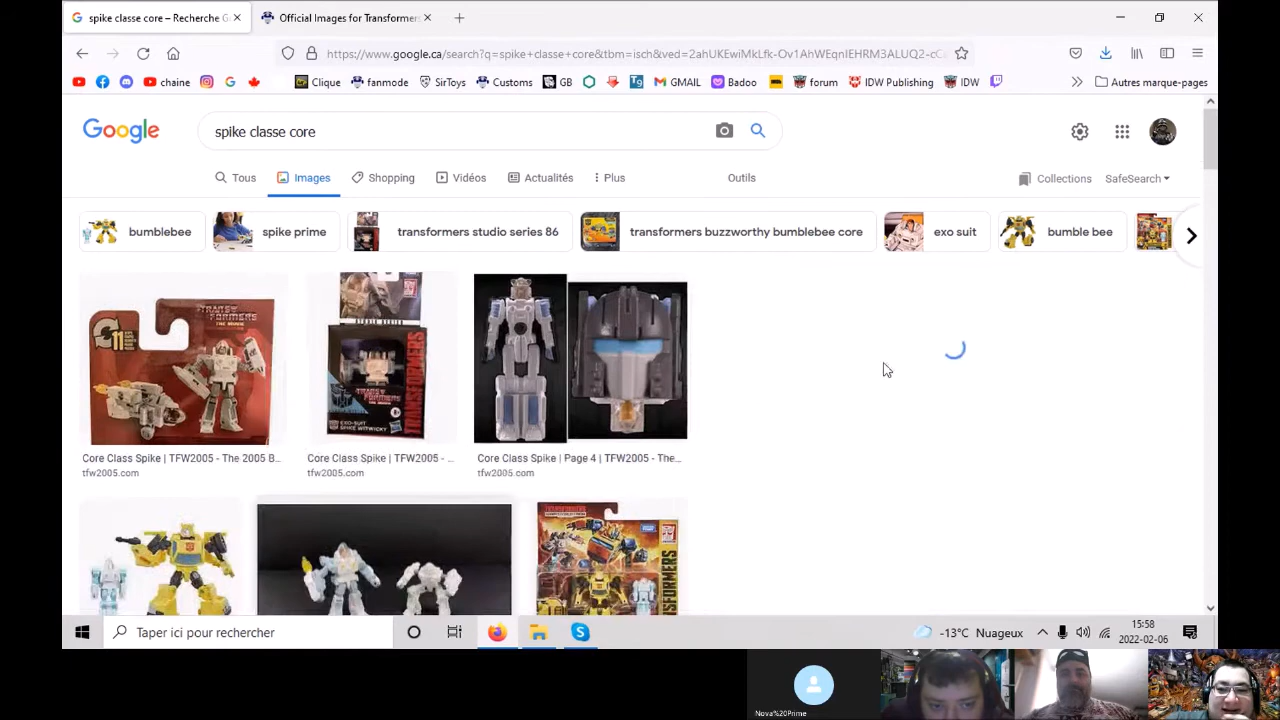 spike classe core – Recherche G
Official Images for Transformer
https://www.google.ca/search?q=spike+classe+core&tbm=isch&ved=2ahUKEwiMkLfk-Ov1AhWEqnIEHRM3ALUQ2-cC
chaine
Clique
fanmode
SirToys
Customs
GB
GMAIL
Badoo
forum
IDW Publishing
IDW
Autres marque-pages
Google
spike classe core
Tous
Images
Shopping
Vidéos
Actualités
Plus
Outils
Collections
SafeSearch
bumblebee
spike prime
transformers studio series 86
transformers buzzworthy bumblebee core
exo suit
bumble bee
TRANSFORMERS
11
Core Class Spike | TFW2005 - The 2005 B...
tfw2005.com
Core Class Spike | TFW2005 - ...
tfw2005.com
Core Class Spike | Page 4 | TFW2005 - The...
tfw2005.com
TRANSFORMERS
Taper ici pour rechercher
-13°C Nuageux
15:58
2022-02-06
Nova%20Prime